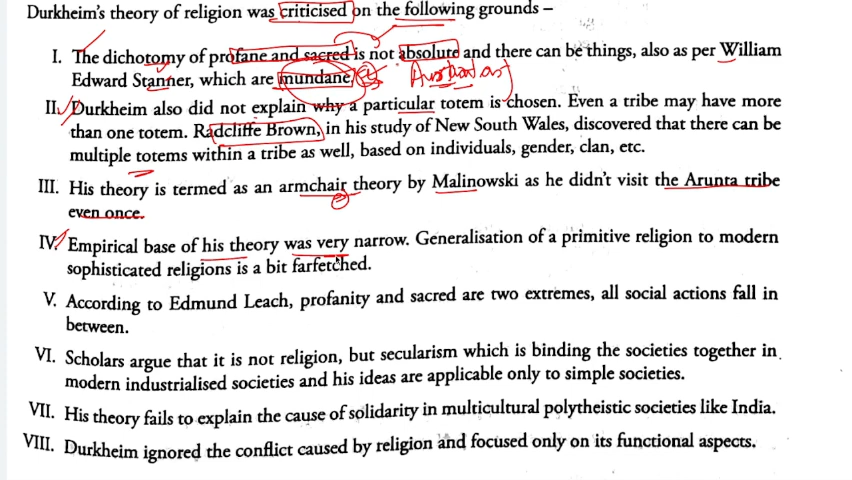 Durkheim's theory of religion was criticised on the following grounds –
I. The dichotomy of profane and sacred is not absolute and there can be things, also as per William
Edward Stanner, which are mundane.
II. Durkheim also did not explain why a particular totem is chosen. Even a tribe may have more
than one totem. Radcliffe Brown, in his study of New South Wales, discovered that there can be
multiple totems within a tribe as well, based on individuals, gender, clan, etc.
III. His theory is termed as an armchair theory by Malinowski as he didn't visit the Arunta tribe
even once.
IV. Empirical base of his theory was very narrow. Generalisation of a primitive religion to modern
sophisticated religions is a bit farfetched.
V. According to Edmund Leach, profanity and sacred are two extremes, all social actions fall in
between.
VI. Scholars argue that it is not religion, but secularism which is binding the societies together in
modern industrialised societies and his ideas are applicable only to simple societies.
VII. His theory fails to explain the cause of solidarity in multicultural polytheistic societies like India.
VIII. Durkheim ignored the conflict caused by religion and focused only on its functional aspects.